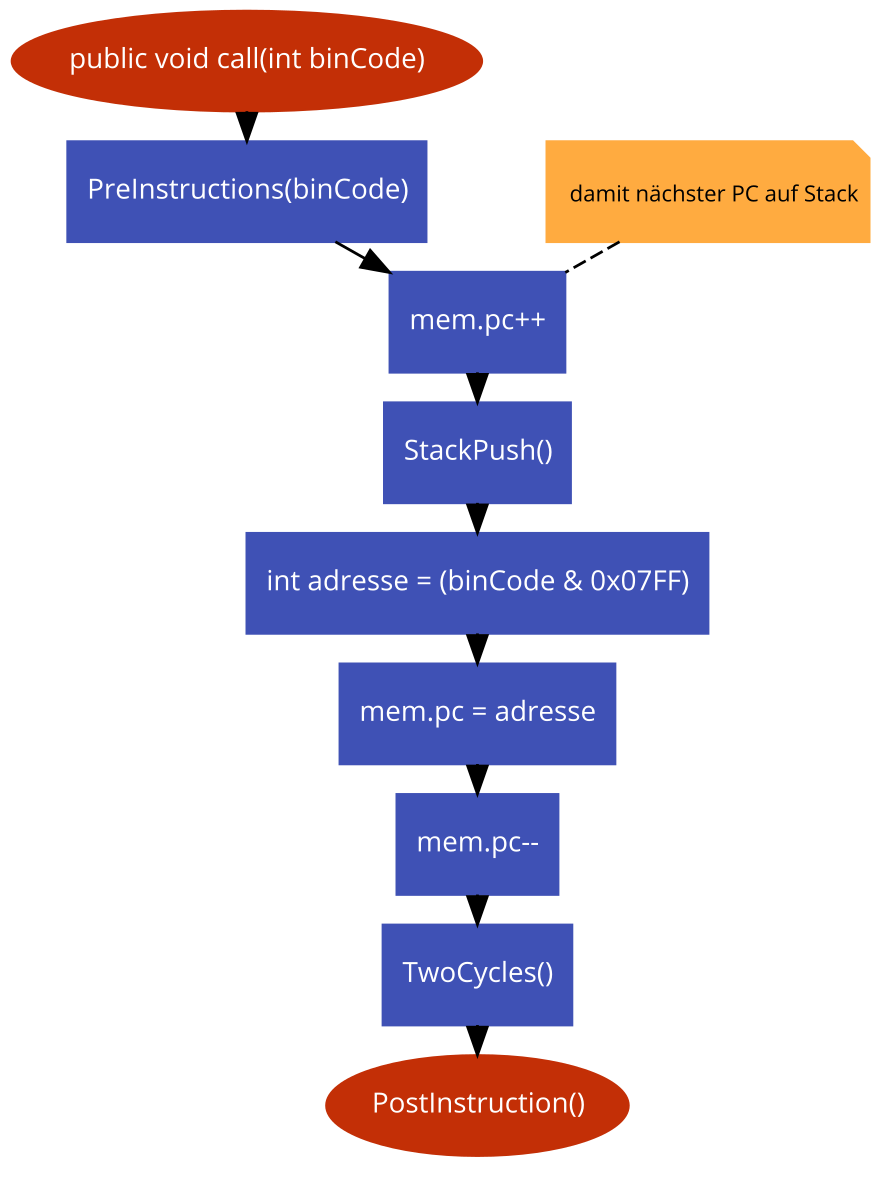 public void call(int binCode)
PreInstructions(binCode)
damit nächster PC auf Stack
mem.pc++
StackPush()
int adresse = (binCode & 0x07FF)
mem.pc = adresse
mem.pc--
TwoCycles()
PostInstruction()